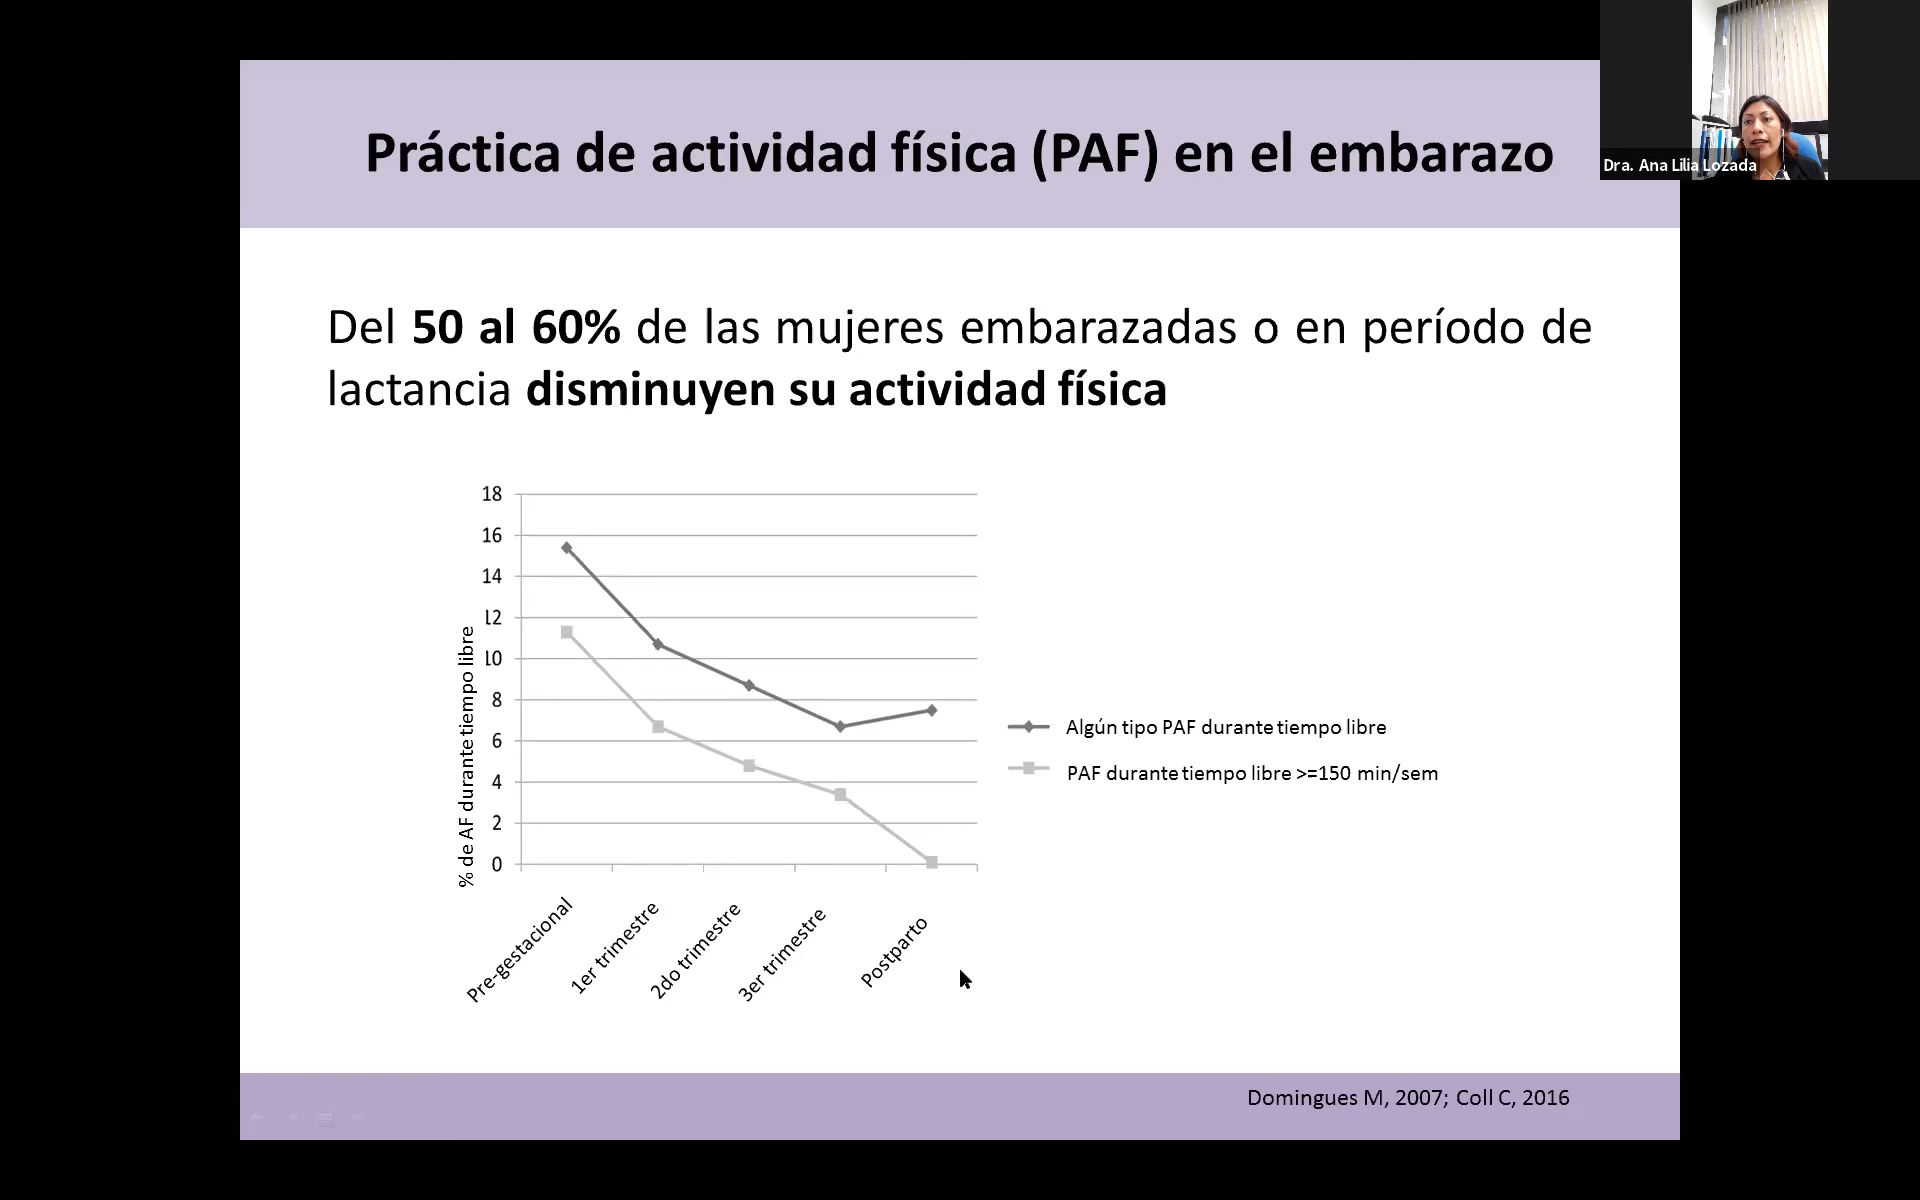 Práctica de actividad física (PAF) en el embarazo
Dra. Ana Lilia Lozada
Del 50 al 60% de las mujeres embarazadas o en período de
lactancia disminuyen su actividad física
% de AF durante tiempo libre
18
16
14
12
10
8
6
4
2
0
Pre-gestacional
1er trimestre
2do trimestre
3er trimestre
Postparto
Algún tipo PAF durante tiempo libre
PAF durante tiempo libre >=150 min/sem
Domingues M, 2007; Coll C, 2016